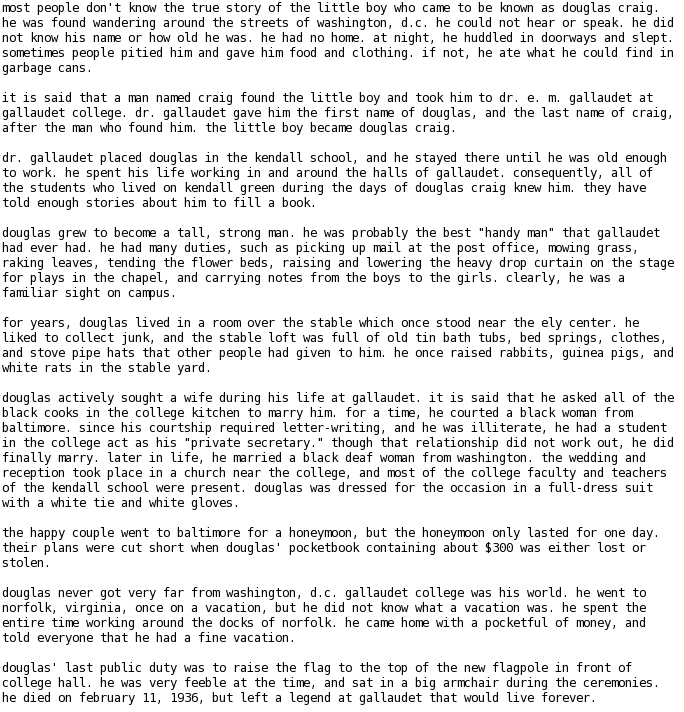 most people don't know the true story of the little boy who came to be known as douglas craig.
he was found wandering around the streets of washington, d.c. he could not hear or speak. he did
not know his name or how old he was. he had no home. at night, he huddled in doorways and slept.
sometimes people pitied him and gave him food and clothing. if not, he ate what he could find in
garbage cans.

it is said that a man named craig found the little boy and took him to dr. e. m. gallaudet at
gallaudet college. dr. gallaudet gave him the first name of douglas, and the last name of craig,
after the man who found him. the little boy became douglas craig.

dr. gallaudet placed douglas in the kendall school, and he stayed there until he was old enough
to work. he spent his life working in and around the halls of gallaudet. consequently, all of
the students who lived on kendall green during the days of douglas craig knew him. they have
told enough stories about him to fill a book.

douglas grew to become a tall, strong man. he was probably the best "handy man" that gallaudet
had ever had. he had many duties, such as picking up mail at the post office, mowing grass,
raking leaves, tending the flower beds, raising and lowering the heavy drop curtain on the stage
for plays in the chapel, and carrying notes from the boys to the girls. clearly, he was a
familiar sight on campus.

for years, douglas lived in a room over the stable which once stood near the ely center. he
liked to collect junk, and the stable loft was full of old tin bath tubs, bed springs, clothes,
and stove pipe hats that other people had given to him. he once raised rabbits, guinea pigs, and
white rats in the stable yard.

douglas actively sought a wife during his life at gallaudet. it is said that he asked all of the
black cooks in the college kitchen to marry him. for a time, he courted a black woman from
baltimore. since his courtship required letter-writing, and he was illiterate, he had a student
in the college act as his "private secretary." though that relationship did not work out, he did
finally marry. later in life, he married a black deaf woman from washington. the wedding and
reception took place in a church near the college, and most of the college faculty and teachers
of the kendall school were present. douglas was dressed for the occasion in a full-dress suit
with a white tie and white gloves.

the happy couple went to baltimore for a honeymoon, but the honeymoon only lasted for one day.
their plans were cut short when douglas' pocketbook containing about $300 was either lost or
stolen.

douglas never got very far from washington, d.c. gallaudet college was his world. he went to
norfolk, virginia, once on a vacation, but he did not know what a vacation was. he spent the
entire time working around the docks of norfolk. he came home with a pocketful of money, and
told everyone that he had a fine vacation.

douglas' last public duty was to raise the flag to the top of the new flagpole in front of
college hall. he was very feeble at the time, and sat in a big armchair during the ceremonies.
he died on february 11, 1936, but left a legend at gallaudet that would live forever.